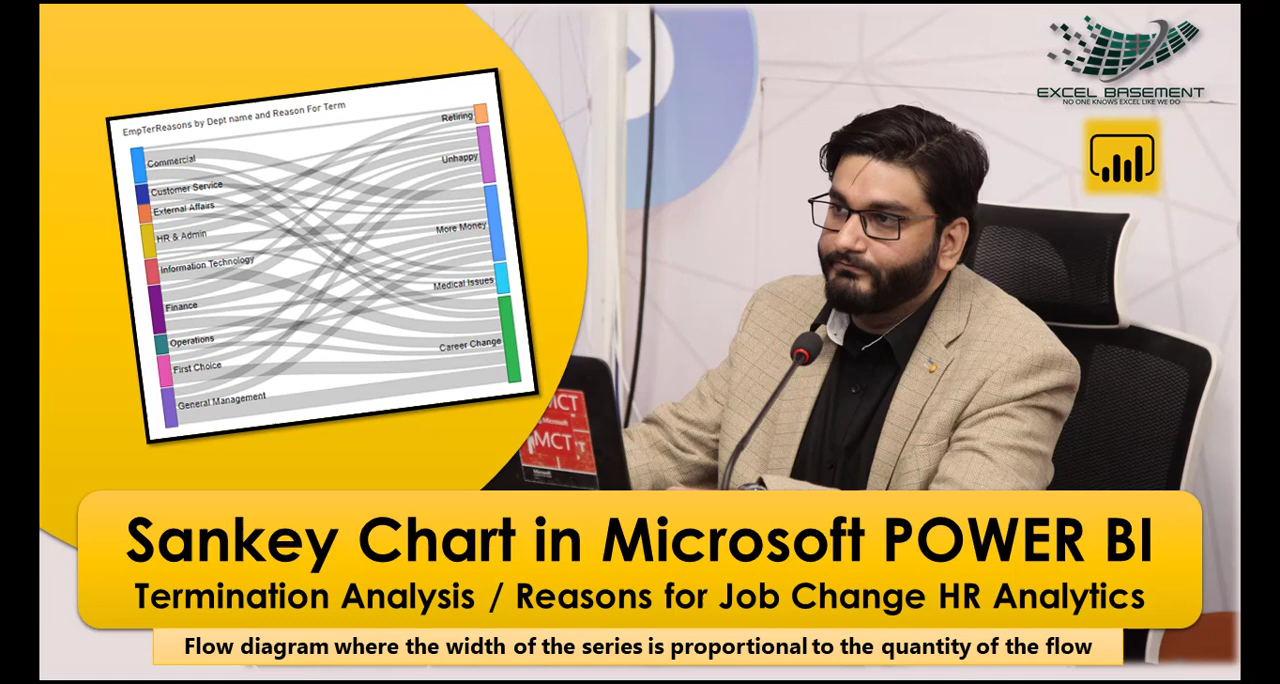 EXCEL BASEMENT
NO ONE KNOWS EXCEL LIKE WE DO
EmpTerReasons by Dept name and Reason For Term
Commercial
Customer Service
External Affairs
HR & Admin
Information Technology
Finance
Operations
First Choice
General Management
Retiring
Unhappy
More Money
Medical Issues
Career Change
MCT
Microsoft
MCT
Microsoft
Sankey Chart in Microsoft POWER BI
Termination Analysis / Reasons for Job Change HR Analytics
Flow diagram where the width of the series is proportional to the quantity of the flow